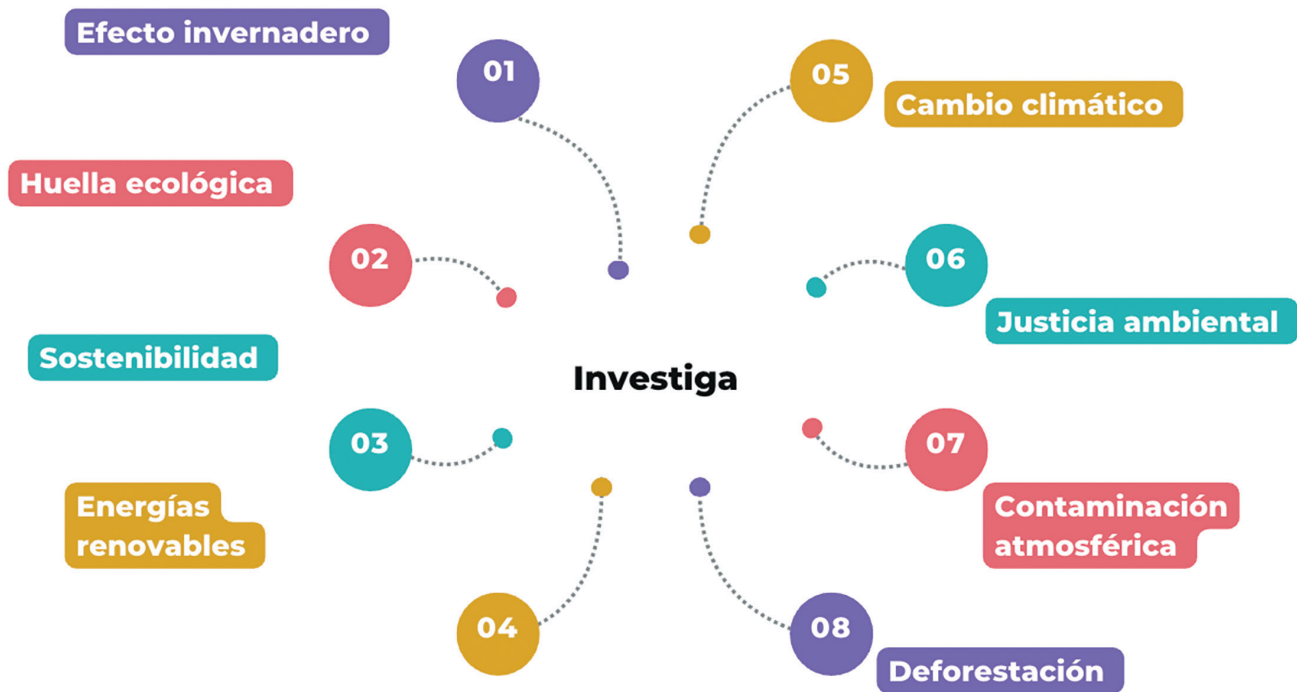 Efecto invernadero
01
Huella ecológica
02
Sostenibilidad
03
Energías
renovables
04
Investiga
05
Cambio climático
06
Justicia ambiental
07
Contaminación
atmosférica
08
Deforestación